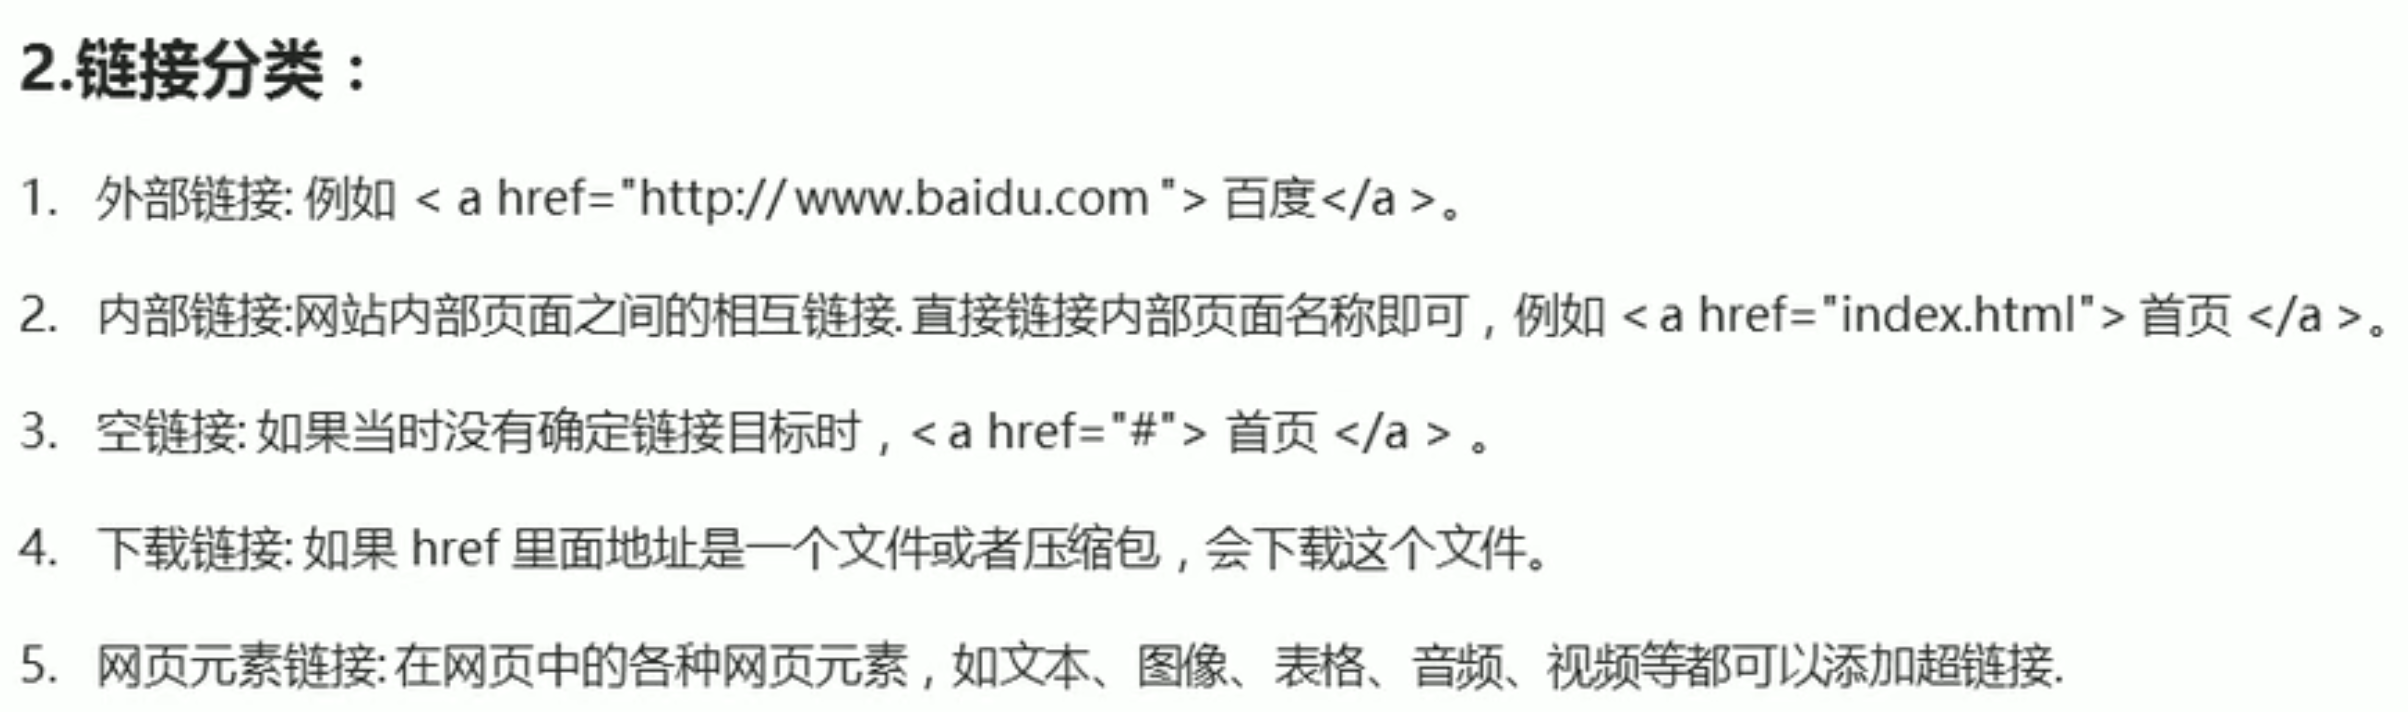 2.链接分类：
1. 外部链接: 例如 < a href="http:// www.baidu.com "> 百度</a >。
2. 内部链接:网站内部页面之间的相互链接. 直接链接内部页面名称即可，例如 < a href="index.html"> 首页 </a >。
3. 空链接: 如果当时没有确定链接目标时，< a href="#"> 首页 </a > 。
4. 下载链接: 如果 href 里面地址是一个文件或者压缩包，会下载这个文件。
5. 网页元素链接: 在网页中的各种网页元素，如文本、图像、表格、音频、视频等都可以添加超链接.